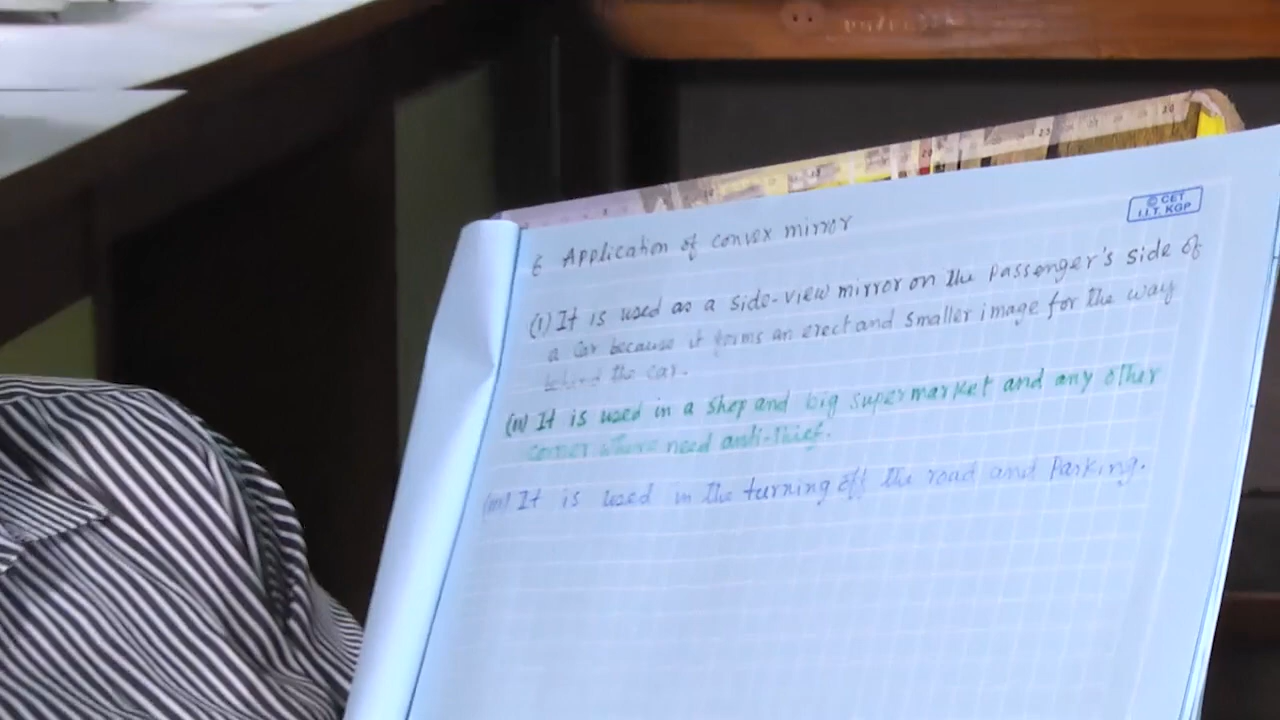 © CET
I.I.T. KGP
6 Application of convex mirror
(i) It is used as a side-view mirror on the passenger's side of
a car because it forms an erect and smaller image for the way
behind the car.
(ii) It is used in a shop and big supermarket and any other
corner where need anti-thief.
(iii) It is used in the turning off the road and Parking.